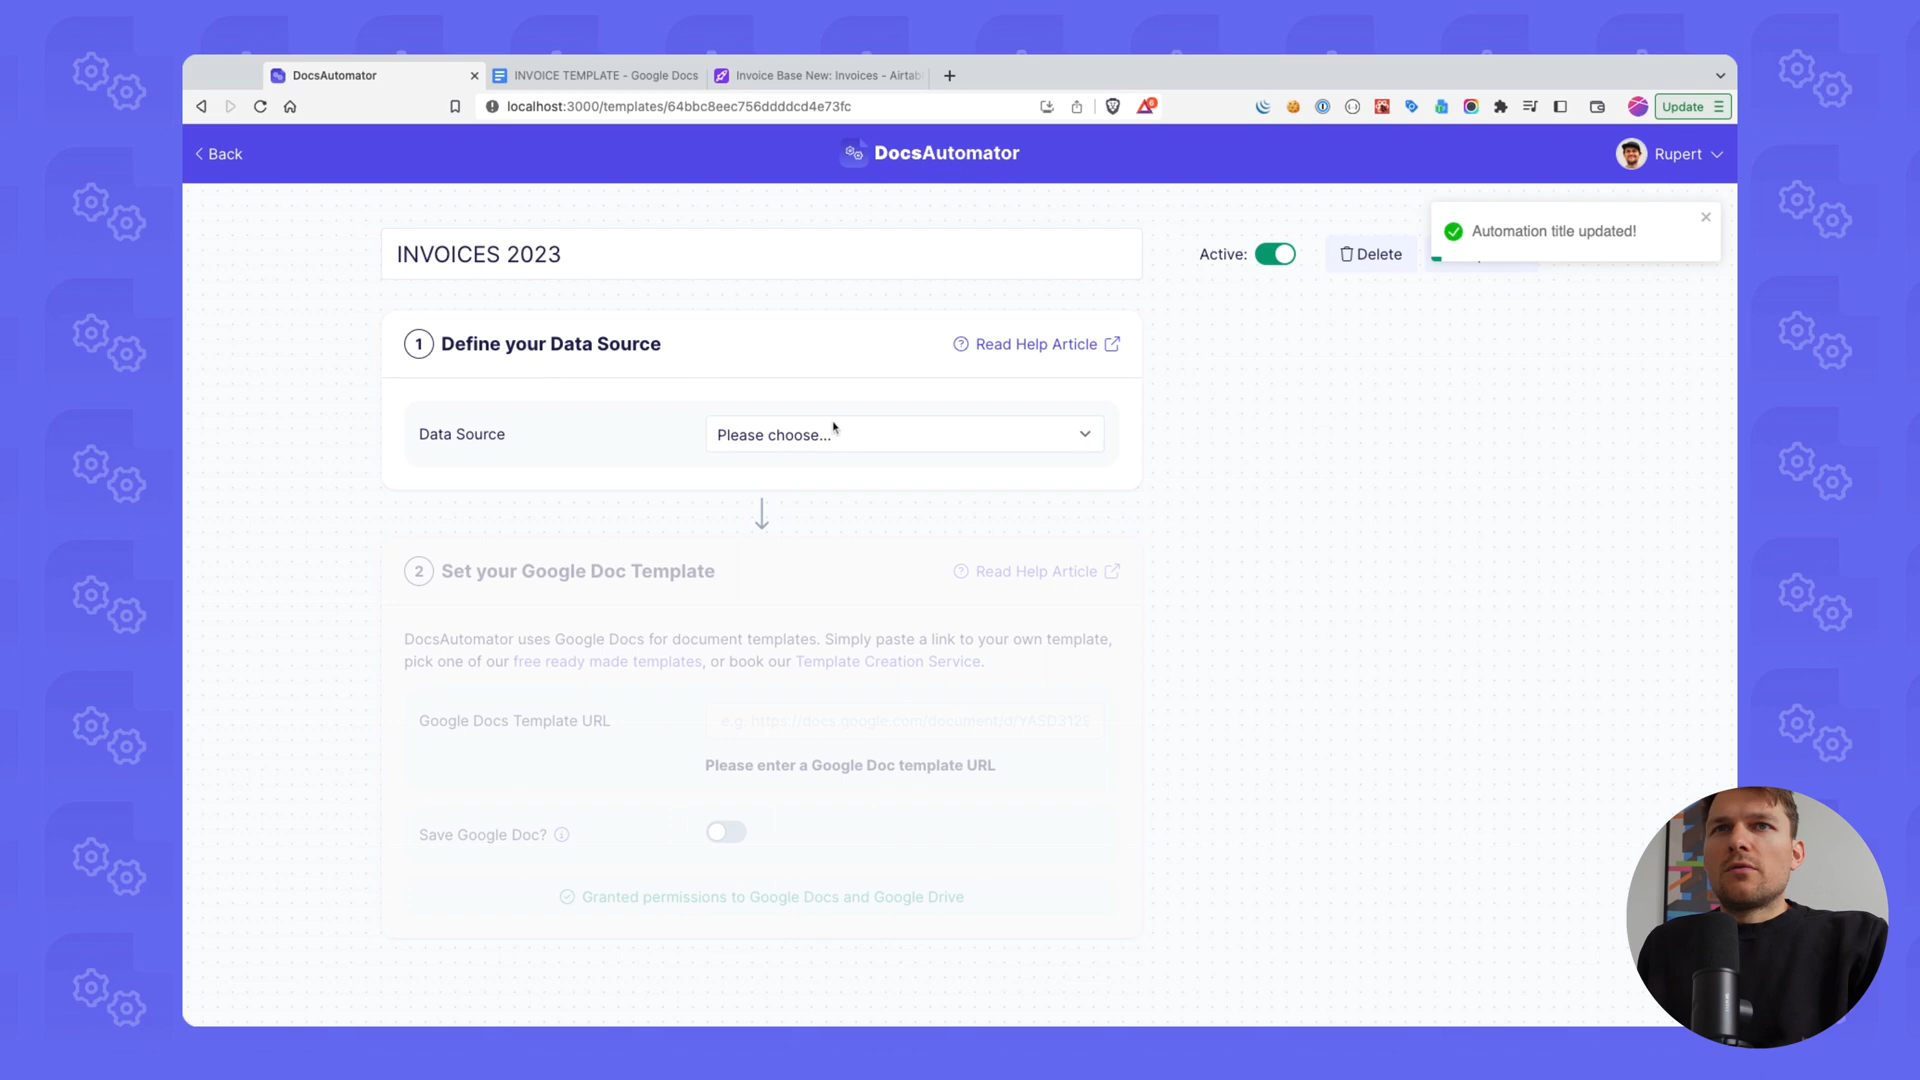 DocsAutomator
INVOICE TEMPLATE - Google Docs
Invoice Base New: Invoices - Airtab
localhost:3000/templates/64bbc8eec756ddddcd4e73fc
Update
Back
DocsAutomator
Rupert
INVOICES 2023
Active:
Delete
Automation title updated!
1 Define your Data Source
Read Help Article
Data Source
Please choose...
2 Set your Google Doc Template
Read Help Article
DocsAutomator uses Google Docs for document templates. Simply paste a link to your own template,
pick one of our free ready made templates, or book our Template Creation Service.
Google Docs Template URL
e.g: https://docs.google.com/document/d/YASD312S
Please enter a Google Doc template URL
Save Google Doc?
Granted permissions to Google Docs and Google Drive